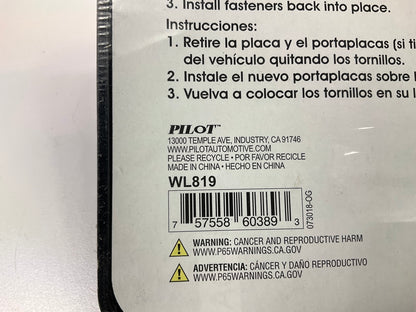 3. Install fasteners back into place.
Instrucciones:
1. Retire la placa y el portaplacas (si
del vehículo quitando los tornillos.
2. Instale el nuevo portaplacas sobre
3. Vuelva a colocar los tornillos en su
PILOT
13000 TEMPLE AVE, INDUSTRY, CA 91746
WWW.PILOTAUTOMOTIVE.COM
PLEASE RECYCLE • POR FAVOR RECICLE
MADE IN CHINA • HECHO EN CHINA
WL819
7 57558 60389 3
073018-OG
WARNING: CANCER AND REPRODUCTIVE HARM
WWW.P65WARNINGS.CA.GOV
ADVERTENCIA: CÁNCER Y DAÑO REPRODUCTIVO
WWW.P65WARNINGS.CA.GOV